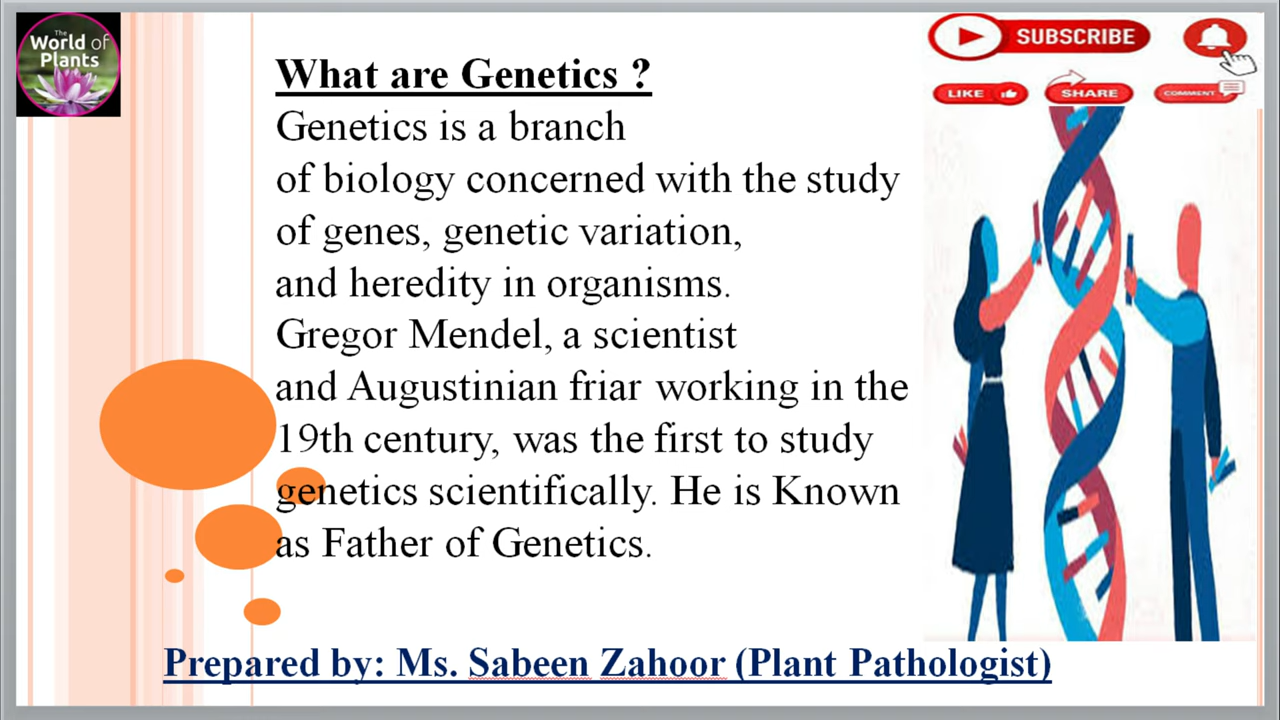 The
World of
Plants
SUBSCRIBE
LIKE
SHARE
COMMENT
What are Genetics ?
Genetics is a branch
of biology concerned with the study
of genes, genetic variation,
and heredity in organisms.
Gregor Mendel, a scientist
and Augustinian friar working in the
19th century, was the first to study
genetics scientifically. He is Known
as Father of Genetics.
Prepared by: Ms. Sabeen Zahoor (Plant Pathologist)